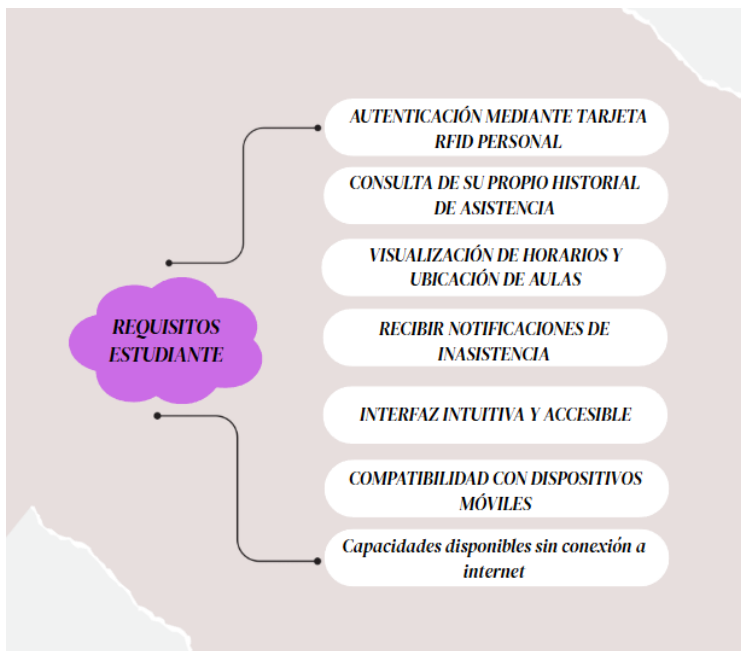 AUTENTICACIÓN MEDIANTE TARJETA
RFID PERSONAL
CONSULTA DE SU PROPIO HISTORIAL
DE ASISTENCIA
VISUALIZACIÓN DE HORARIOS Y
UBICACIÓN DE AULAS
REQUISITOS
ESTUDIANTE
RECIBIR NOTIFICACIONES DE
INASISTENCIA
INTERFAZ INTUITIVA Y ACCESIBLE
COMPATIBILIDAD CON DISPOSITIVOS
MÓVILES
Capacidades disponibles sin conexión a
internet